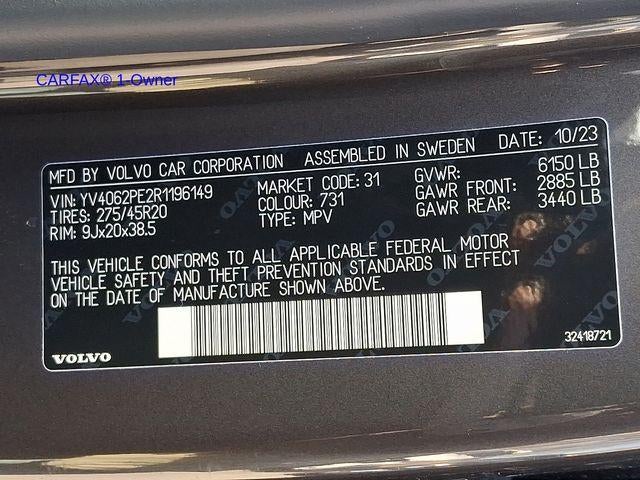 CARFAX® 1-Owner
MFD BY VOLVO CAR CORPORATION ASSEMBLED IN SWEDEN DATE: 10/23
VIN: YV4062PE2R1196149 MARKET CODE: 31 GVWR: 6150 LB
TIRES: 275/45R20 COLOUR: 731 GAWR FRONT: 2885 LB
RIM: 9Jx20x38.5 TYPE: MPV GAWR REAR: 3440 LB
THIS VEHICLE CONFORMS TO ALL APPLICABLE FEDERAL MOTOR
VEHICLE SAFETY AND THEFT PREVENTION STANDARDS IN EFFECT
ON THE DATE OF MANUFACTURE SHOWN ABOVE.
VOLVO 32418721